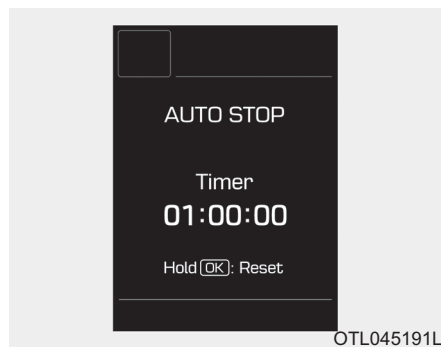 AUTO STOP
Timer
01:00:00
Hold OK: Reset
OTL045191L